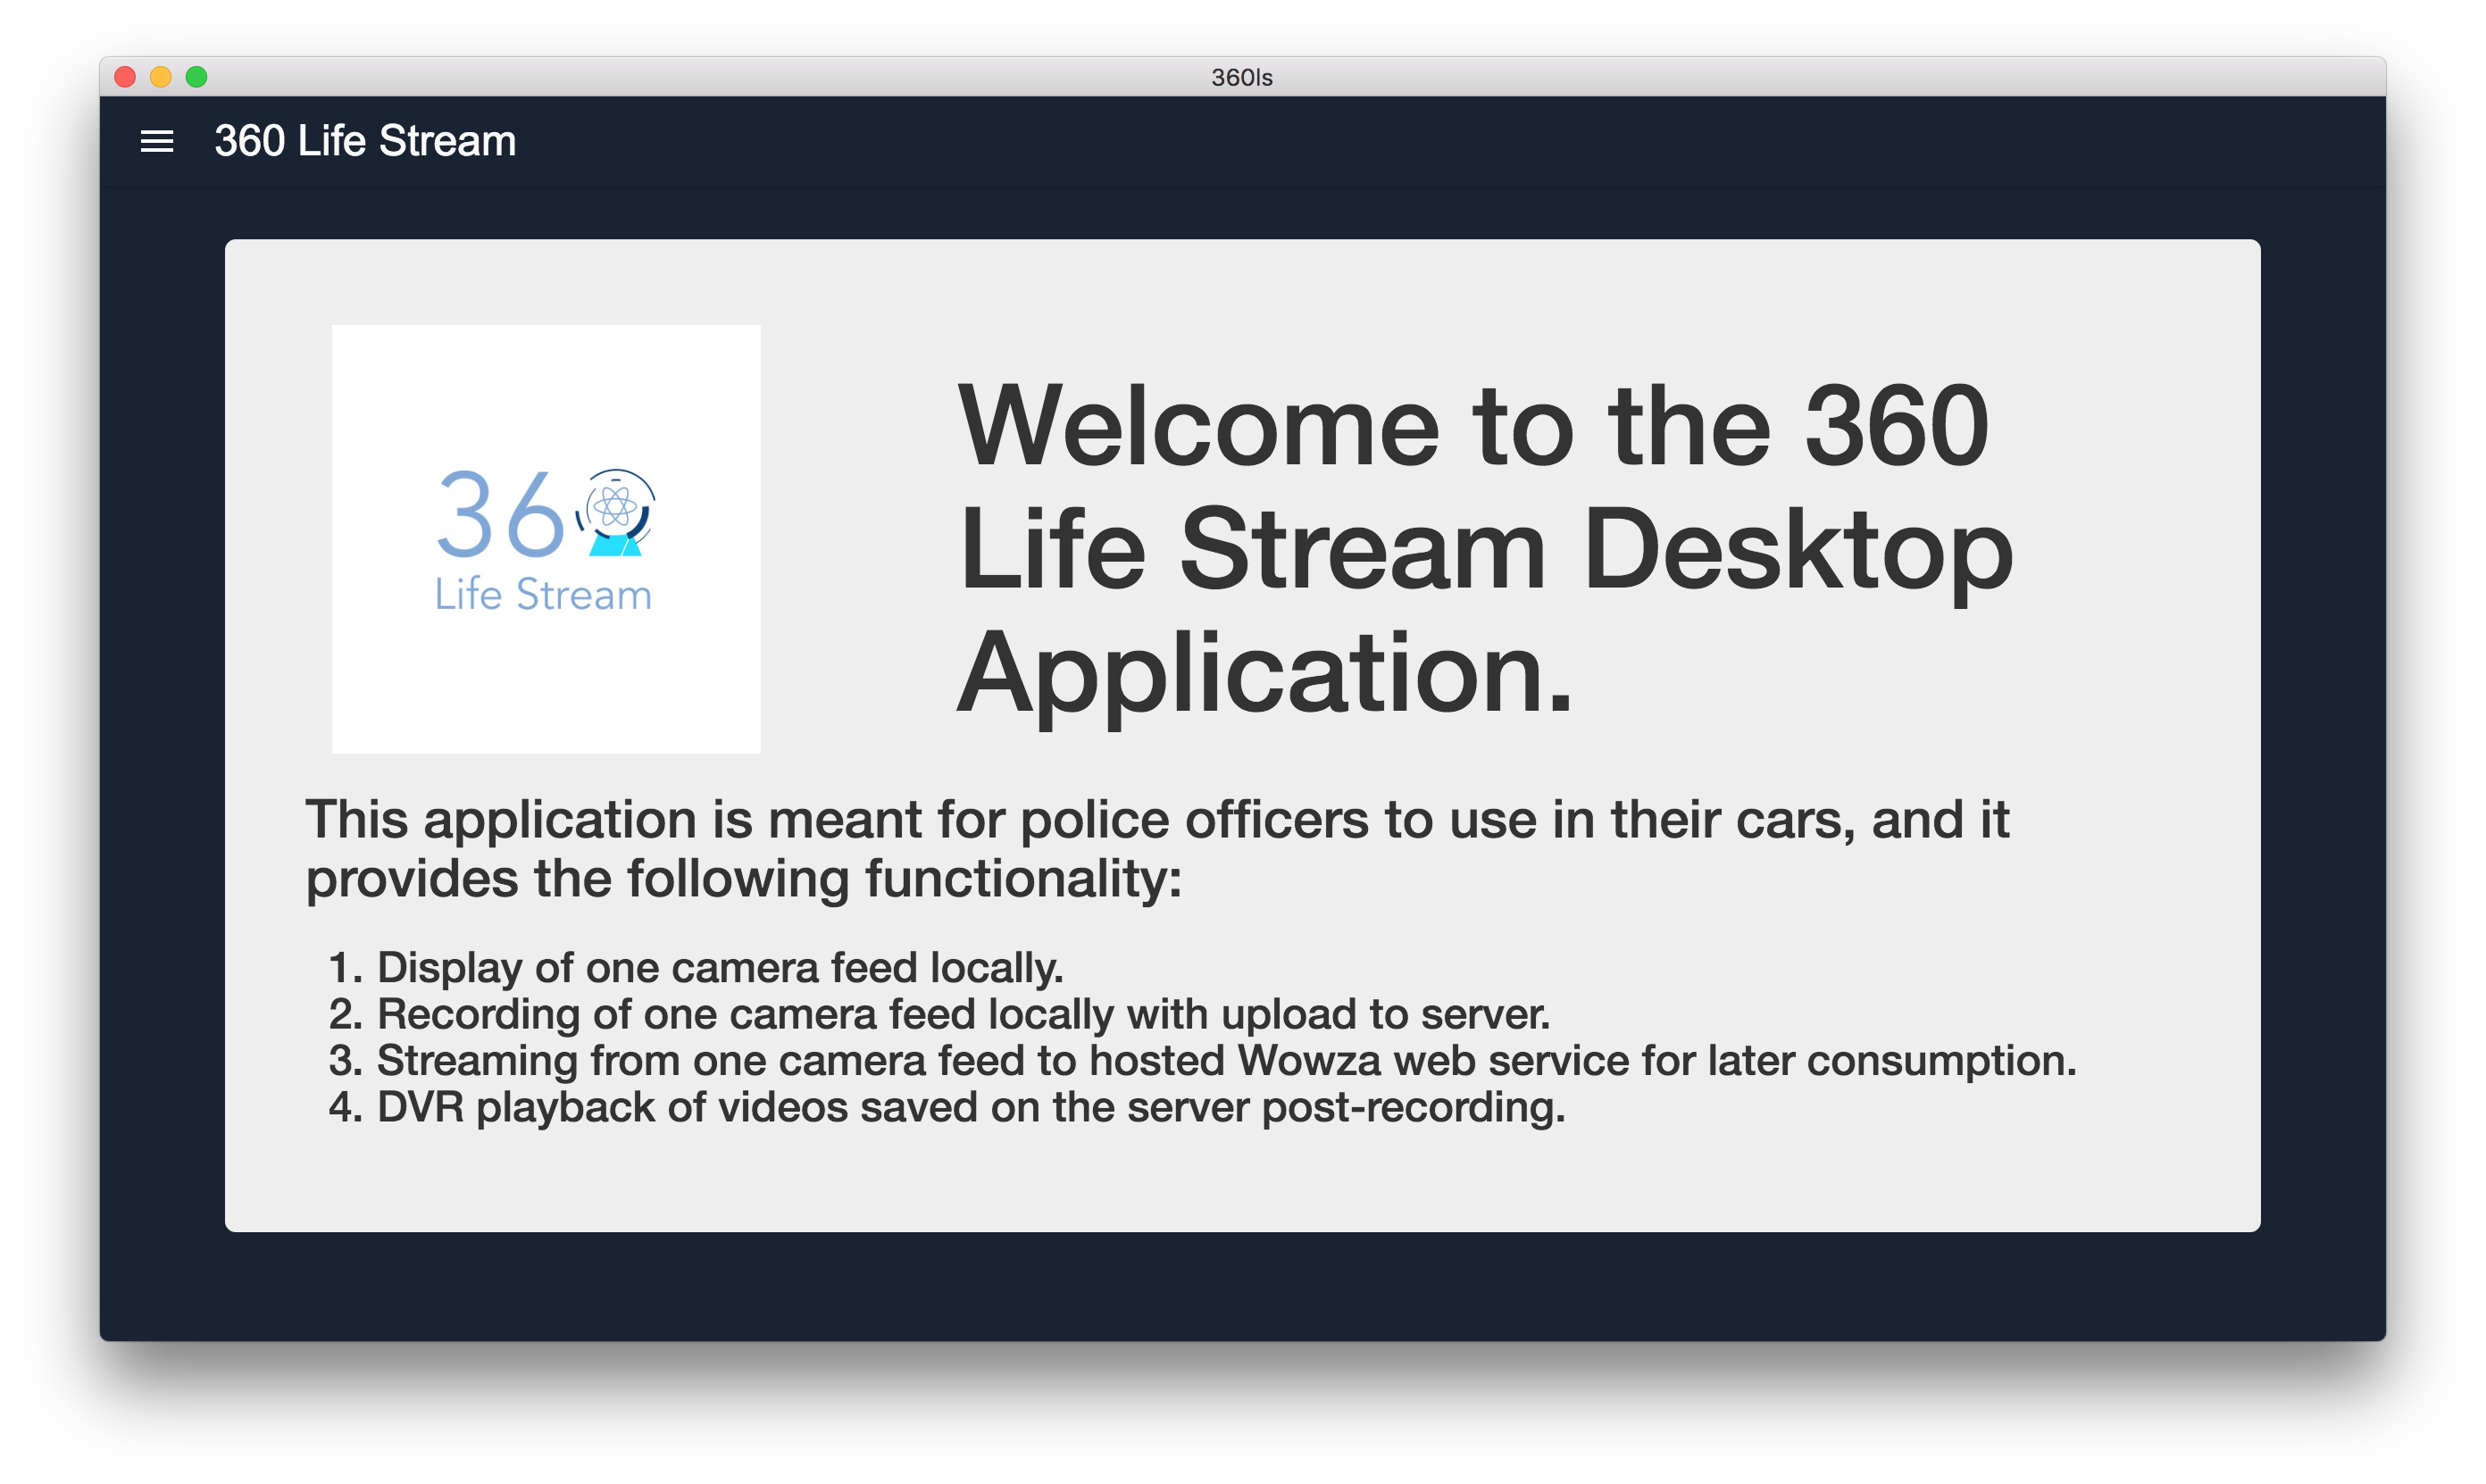 360ls
360 Life Stream
360
Life Stream
Welcome to the 360
Life Stream Desktop
Application.
This application is meant for police officers to use in their cars, and it
provides the following functionality:
1. Display of one camera feed locally.
2. Recording of one camera feed locally with upload to server.
3. Streaming from one camera feed to hosted Wowza web service for later consumption.
4. DVR playback of videos saved on the server post-recording.